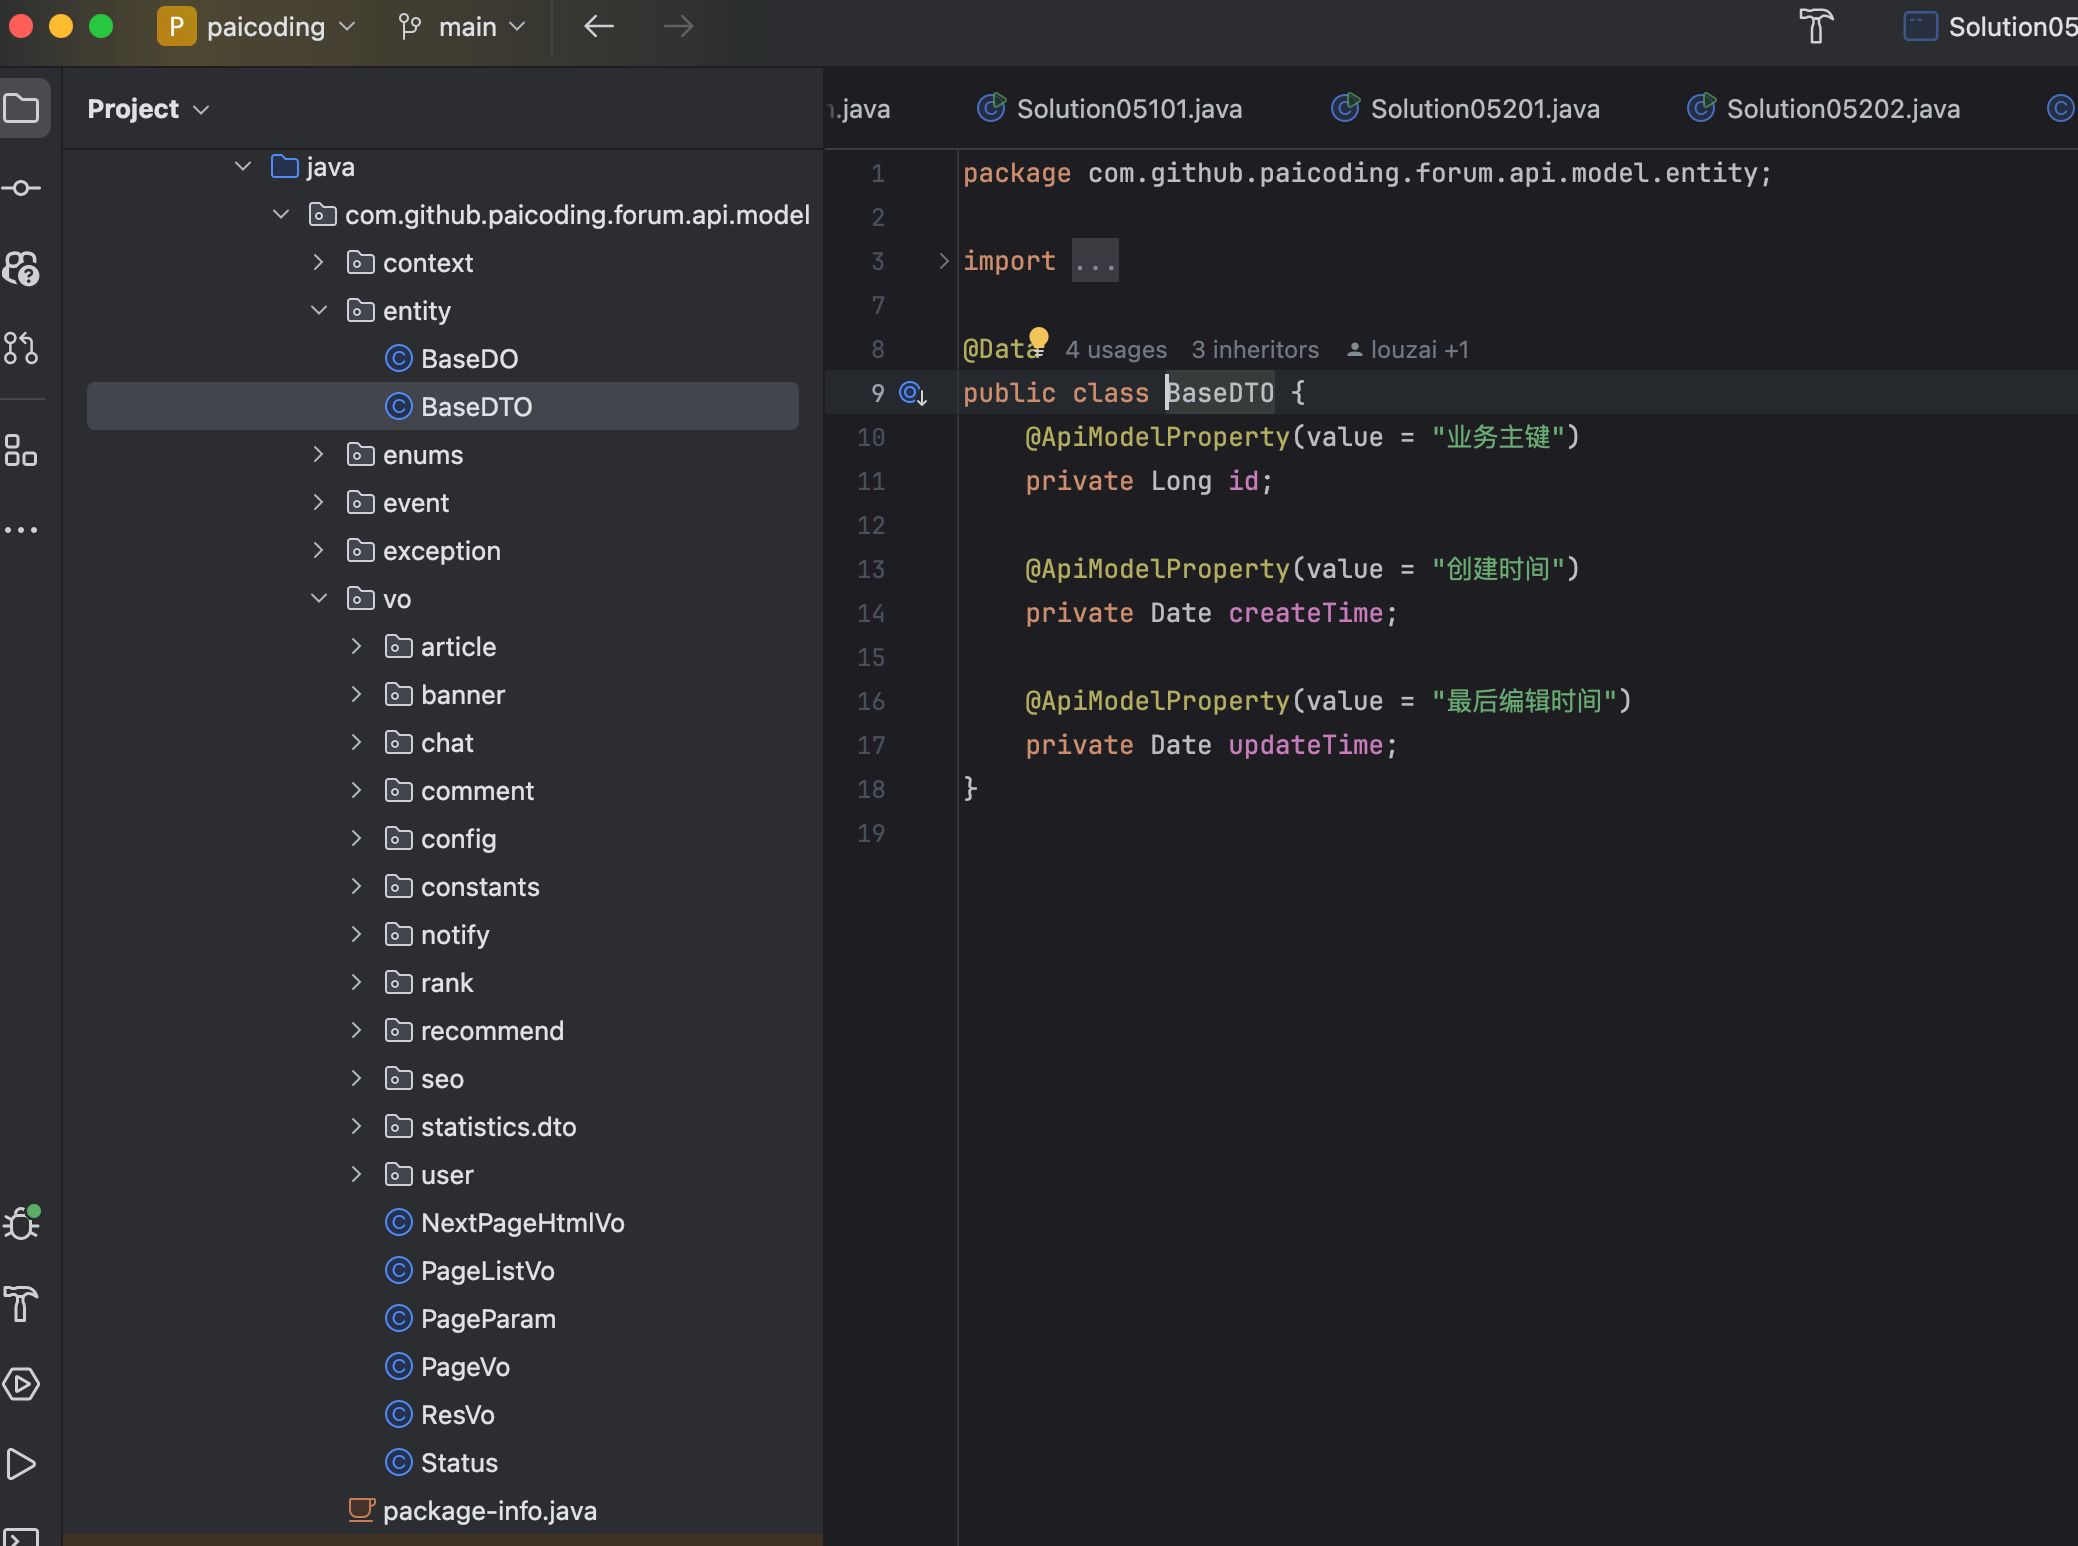 P paicoding main Solution05
Project
java
com.github.paicoding.forum.api.model
context
entity
BaseDO
BaseDTO
enums
event
exception
vo
article
banner
chat
comment
config
constants
notify
rank
recommend
seo
statistics.dto
user
NextPageHtmlVo
PageListVo
PageParam
PageVo
ResVo
Status
package-info.java
.java Solution05101.java Solution05201.java Solution05202.java
1 package com.github.paicoding.forum.api.model.entity;
2
3 import ...
7
8 @Data 4 usages 3 inheritors louzai +1
9 public class BaseDTO {
10 @ApiModelProperty(value = "业务主键")
11 private Long id;
12
13 @ApiModelProperty(value = "创建时间")
14 private Date createTime;
15
16 @ApiModelProperty(value = "最后编辑时间")
17 private Date updateTime;
18 }
19